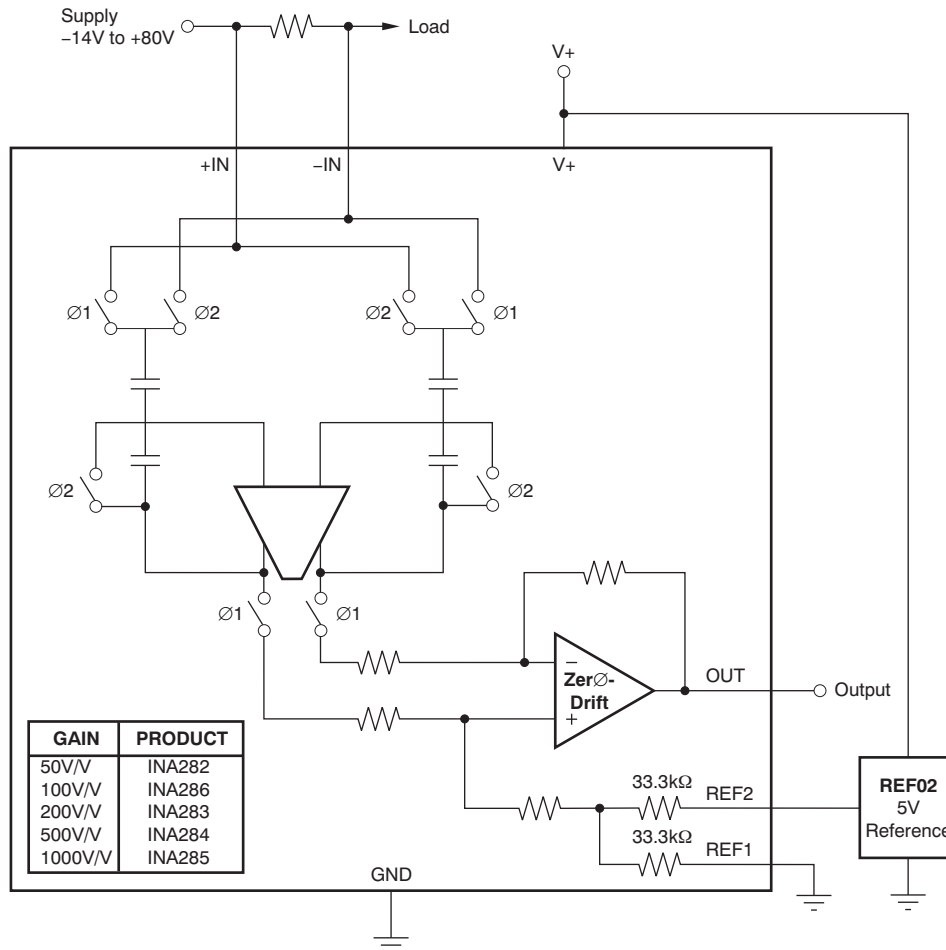 Supply
−14V to +80V
Load
V+
+IN
−IN
V+
Ø1
Ø2
Ø2
Ø1
Ø2
Ø2
Ø1
Ø1
−
ZerØ-
Drift
+
OUT
Output
GAIN PRODUCT
50V/V INA282
100V/V INA286
200V/V INA283
500V/V INA284
1000V/V INA285
33.3kΩ
REF2
33.3kΩ
REF1
REF02
5V
Reference
GND